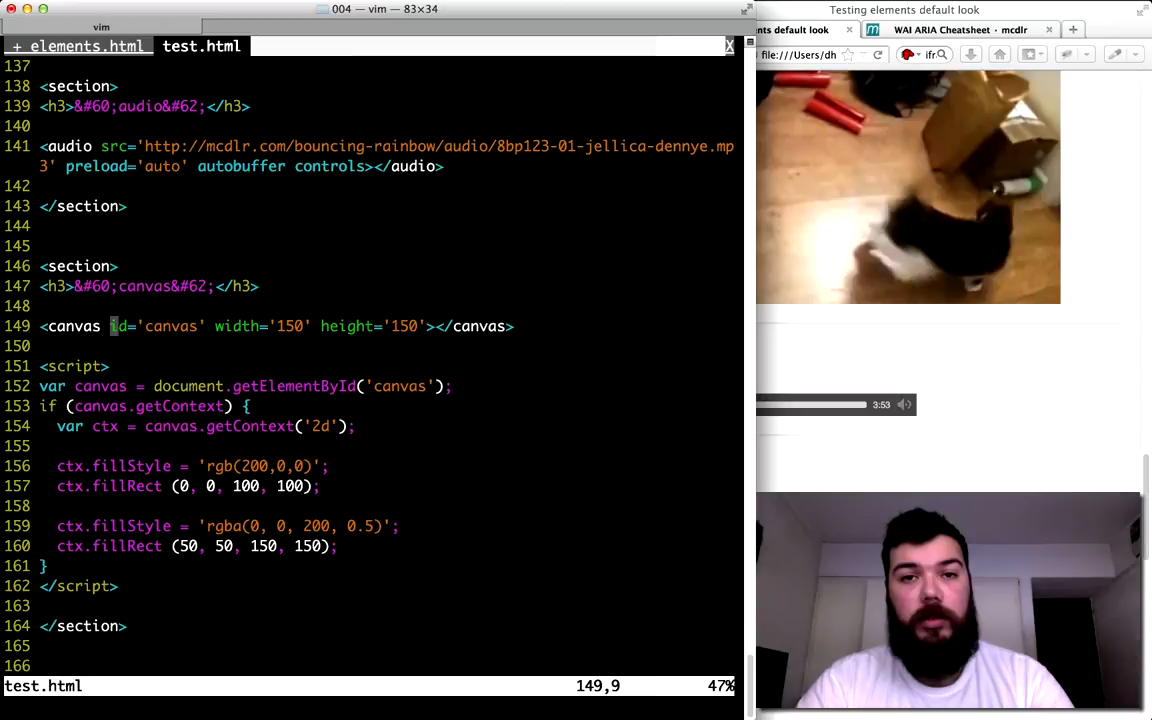 004 — vim — 83×34
vim
+ elements.html test.html X
137
138 <section>
139 <h3>&#60;audio&#62;</h3>
140
141 <audio src='http://mcdlr.com/bouncing-rainbow/audio/8bp123-01-jellica-dennye.mp
3' preload='auto' autobuffer controls></audio>
142
143 </section>
144
145
146 <section>
147 <h3>&#60;canvas&#62;</h3>
148
149 <canvas id='canvas' width='150' height='150'></canvas>
150
151 <script>
152 var canvas = document.getElementById('canvas');
153 if (canvas.getContext) {
154 var ctx = canvas.getContext('2d');
155
156 ctx.fillStyle = 'rgb(200,0,0)';
157 ctx.fillRect (0, 0, 100, 100);
158
159 ctx.fillStyle = 'rgba(0, 0, 200, 0.5)';
160 ctx.fillRect (50, 50, 150, 150);
161 }
162 </script>
163
164 </section>
165
166
test.html 149,9 47%
Testing elements default look
nts default look WAI ARIA Cheatsheet · mcdlr
file:///Users/dh ifr
3:53